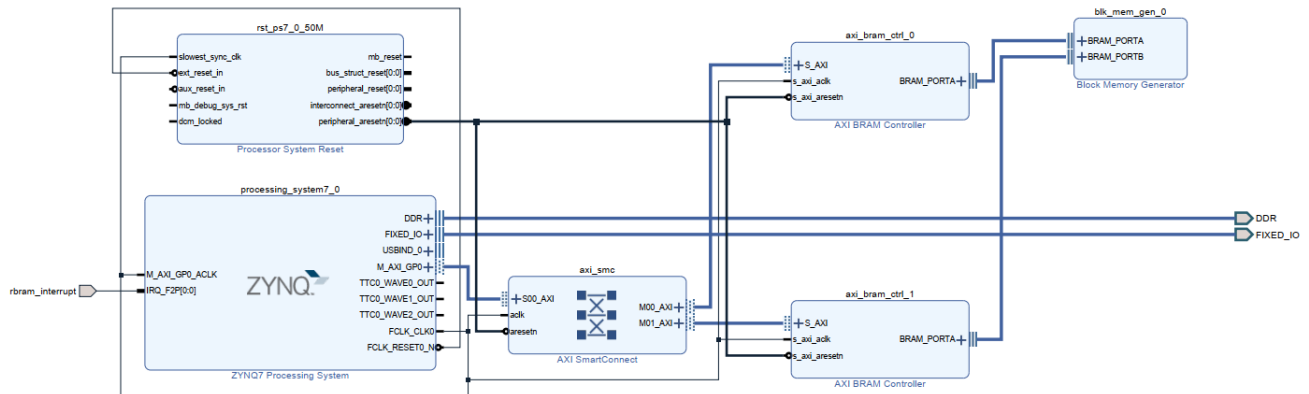 rst_ps7_0_50M
slowest_sync_clk
ext_reset_in
aux_reset_in
mb_debug_sys_rst
dcm_locked
mb_reset
bus_struct_reset[0:0]
peripheral_reset[0:0]
interconnect_aresetn[0:0]
peripheral_aresetn[0:0]
Processor System Reset
processing_system7_0
M_AXI_GP0_ACLK
IRQ_F2P[0:0]
ZYNQ
DDR
FIXED_IO
USBIND_0
M_AXI_GP0
TTC0_WAVE0_OUT
TTC0_WAVE1_OUT
TTC0_WAVE2_OUT
FCLK_CLK0
FCLK_RESET0_N
ZYNQ7 Processing System
rbram_interrupt
axi_smc
S00_AXI
aclk
aresetn
M00_AXI
M01_AXI
AXI SmartConnect
axi_bram_ctrl_0
S_AXI
s_axi_aclk
s_axi_aresetn
BRAM_PORTA
AXI BRAM Controller
axi_bram_ctrl_1
S_AXI
s_axi_aclk
s_axi_aresetn
BRAM_PORTA
AXI BRAM Controller
blk_mem_gen_0
BRAM_PORTA
BRAM_PORTB
Block Memory Generator
DDR
FIXED_IO